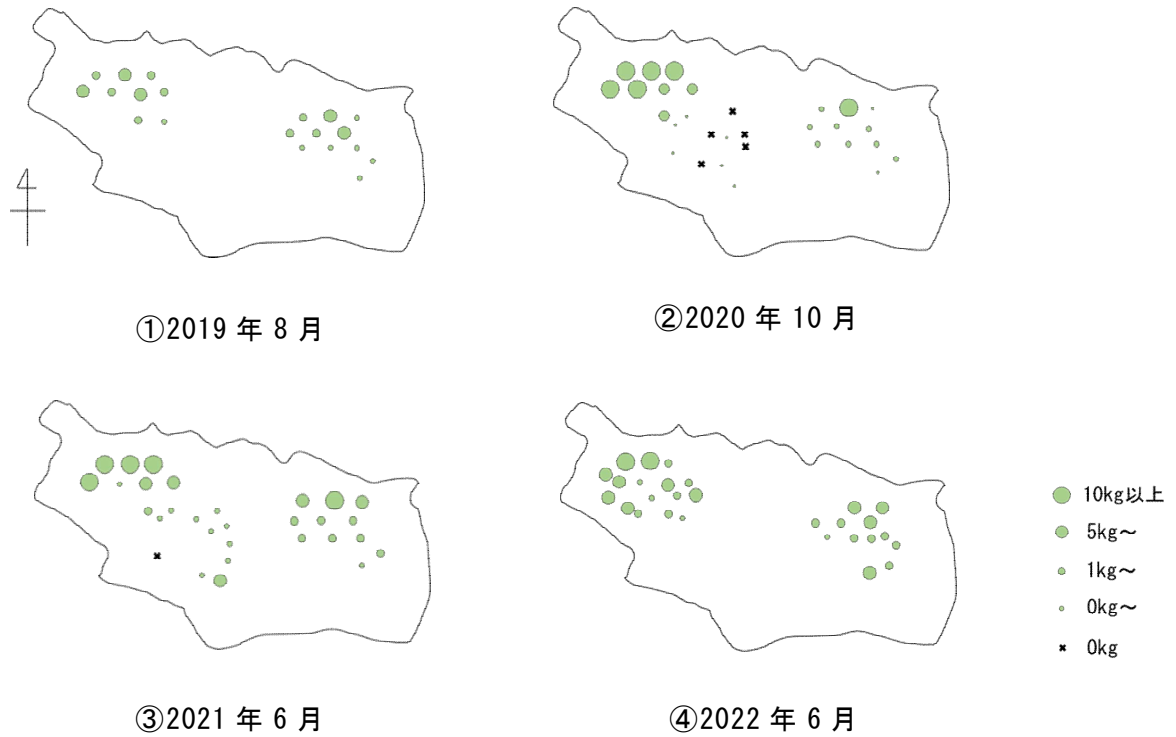 ①2019 年 8 月
②2020 年 10 月
③2021 年 6 月
④2022 年 6 月
10kg以上
5kg～
1kg～
0kg～
0kg